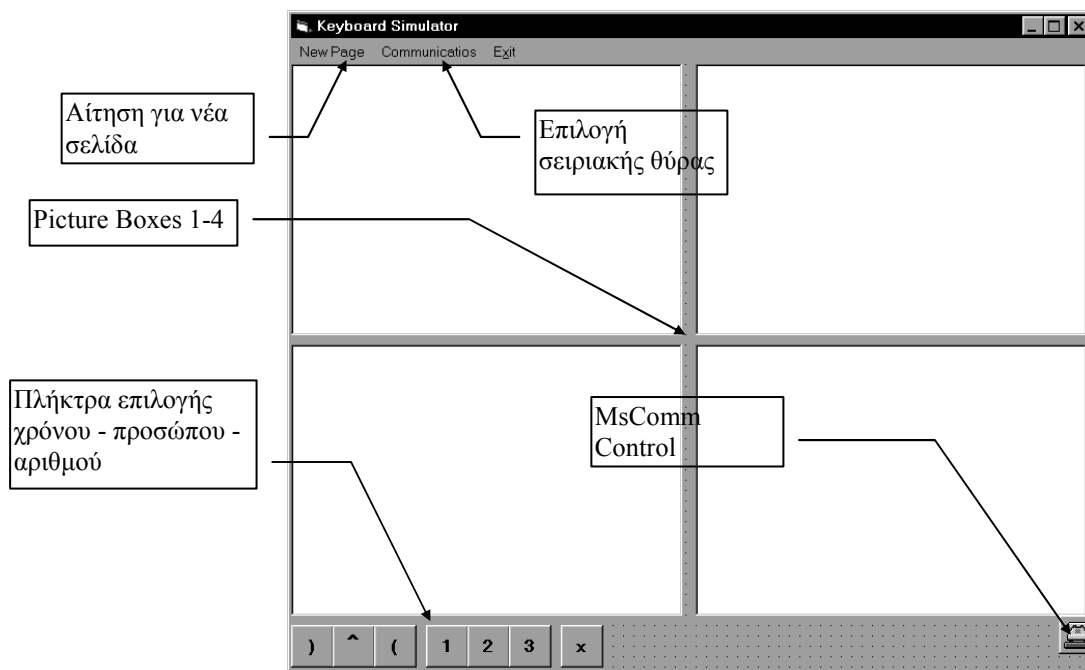 Keyboard Simulator
New Page Communicatios Exit
Αίτηση για νέα
σελίδα
Επιλογή
σειριακής θύρας
Picture Boxes 1-4
Πλήκτρα επιλογής
χρόνου - προσώπου -
αριθμού
MsComm
Control
) ^ ( 1 2 3 x